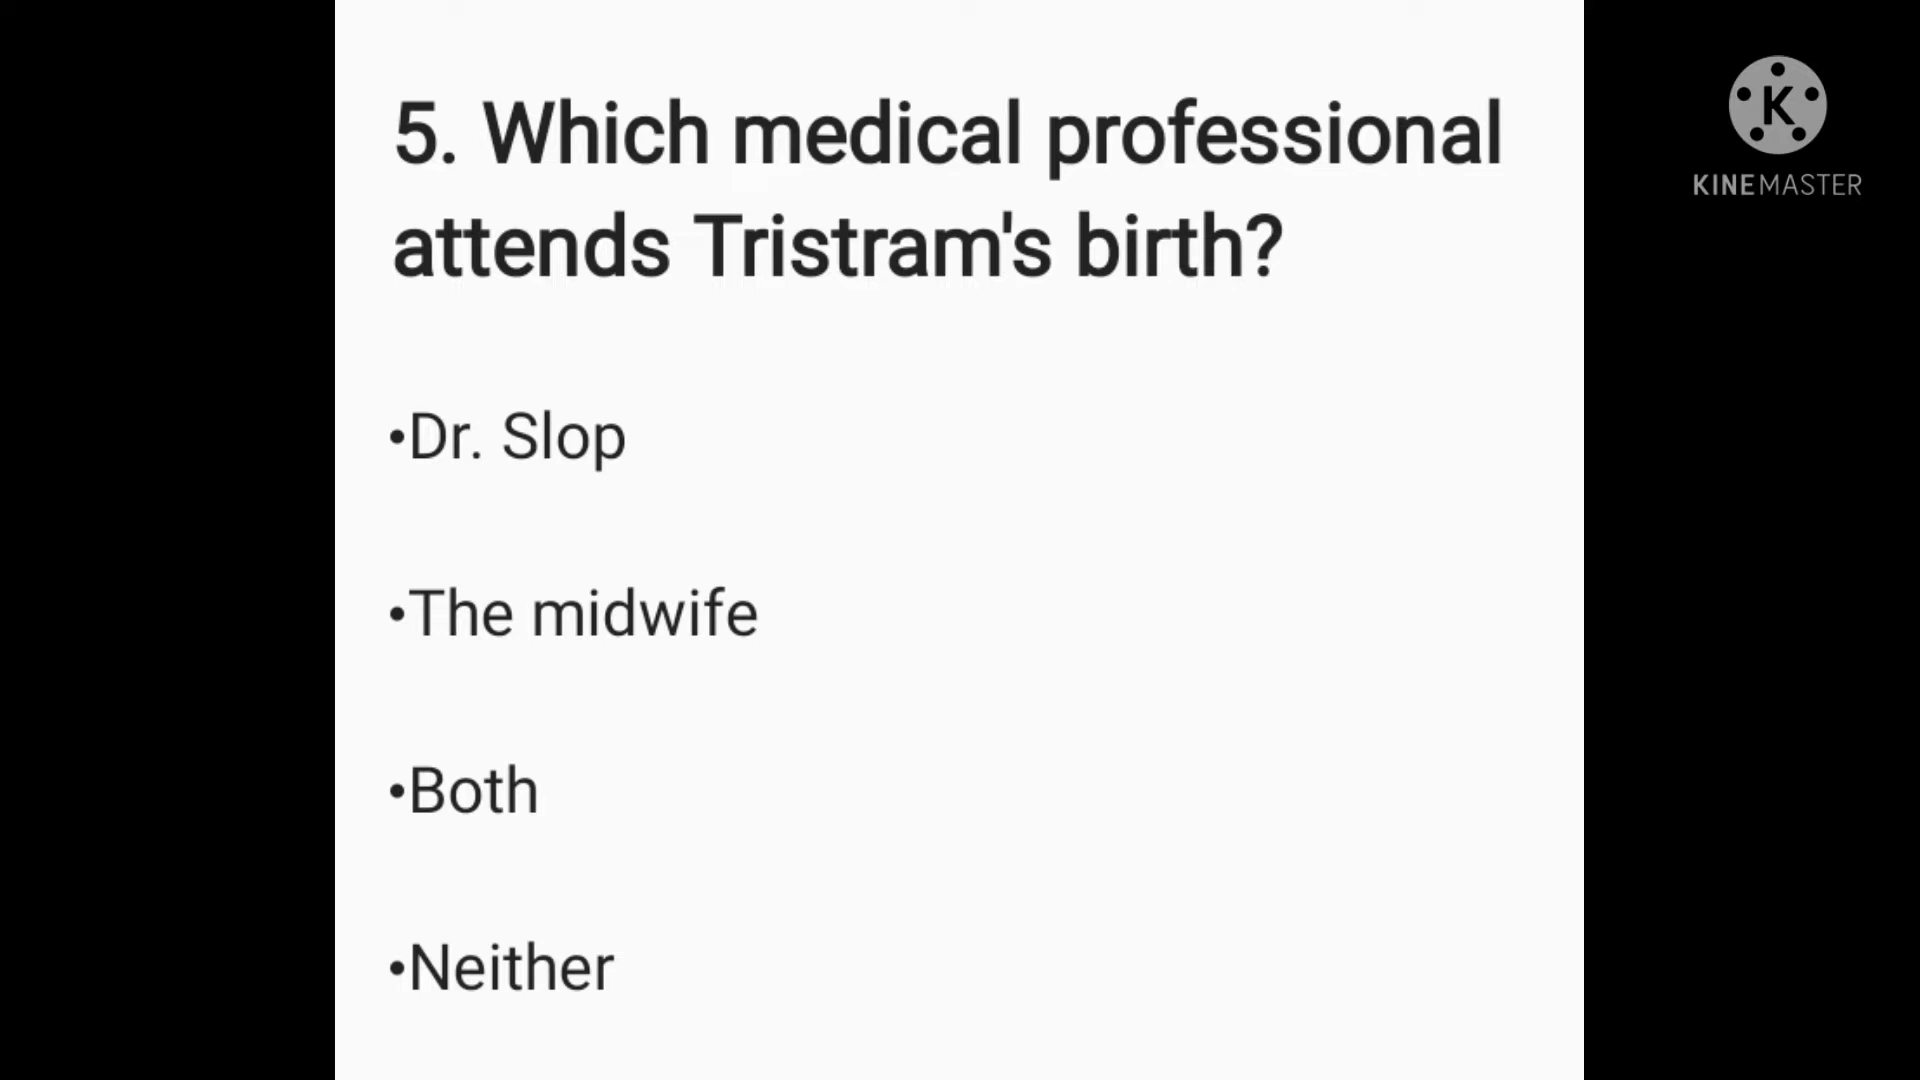 5. Which medical professional
attends Tristram's birth?
•Dr. Slop
•The midwife
•Both
•Neither
K
KINEMASTER